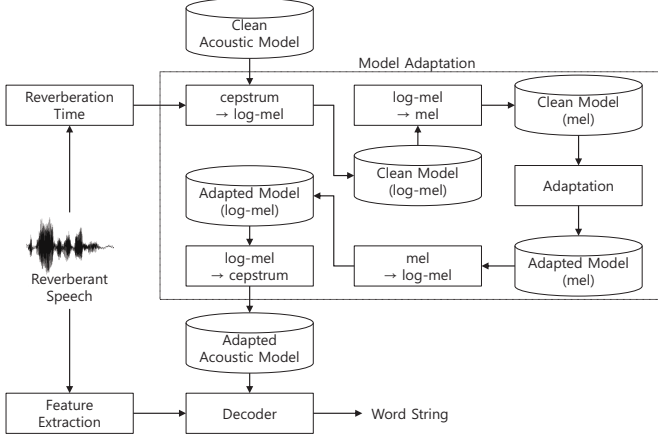 Clean
Acoustic Model
Model Adaptation
Reverberation
Time
cepstrum
→ log-mel
log-mel
→ mel
Clean Model
(mel)
Clean Model
(log-mel)
Adaptation
Adapted Model
(log-mel)
log-mel
→ cepstrum
mel
→ log-mel
Adapted Model
(mel)
Reverberant
Speech
Adapted
Acoustic Model
Feature
Extraction
Decoder
Word String